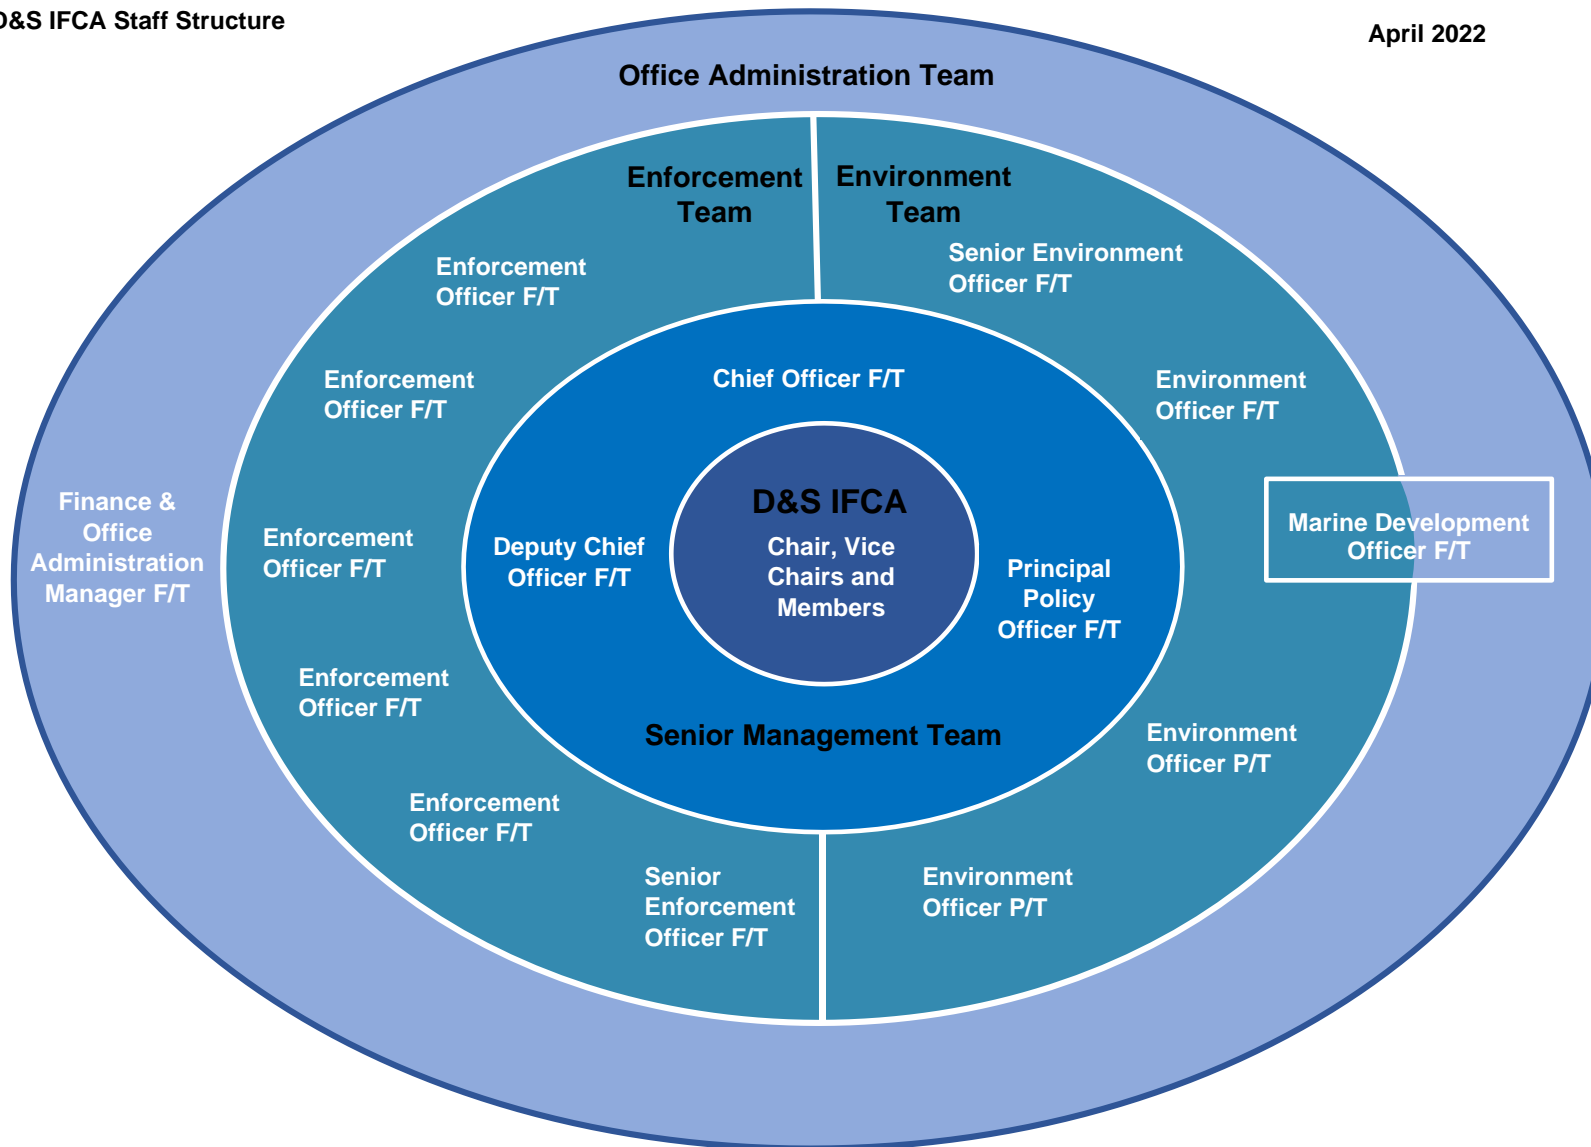 D&S IFCA Staff Structure
April 2022
Office Administration Team
Enforcement
Team
Environment
Team
Enforcement
Officer F/T
Senior Environment
Officer F/T
Enforcement
Officer F/T
Chief Officer F/T
Environment
Officer F/T
Finance &
Office
Administration
Manager F/T
Enforcement
Officer F/T
Deputy Chief
Officer F/T
D&S IFCA
Chair, Vice
Chairs and
Members
Principal
Policy
Officer F/T
Marine Development
Officer F/T
Enforcement
Officer F/T
Senior Management Team
Environment
Officer P/T
Enforcement
Officer F/T
Senior
Enforcement
Officer F/T
Environment
Officer P/T